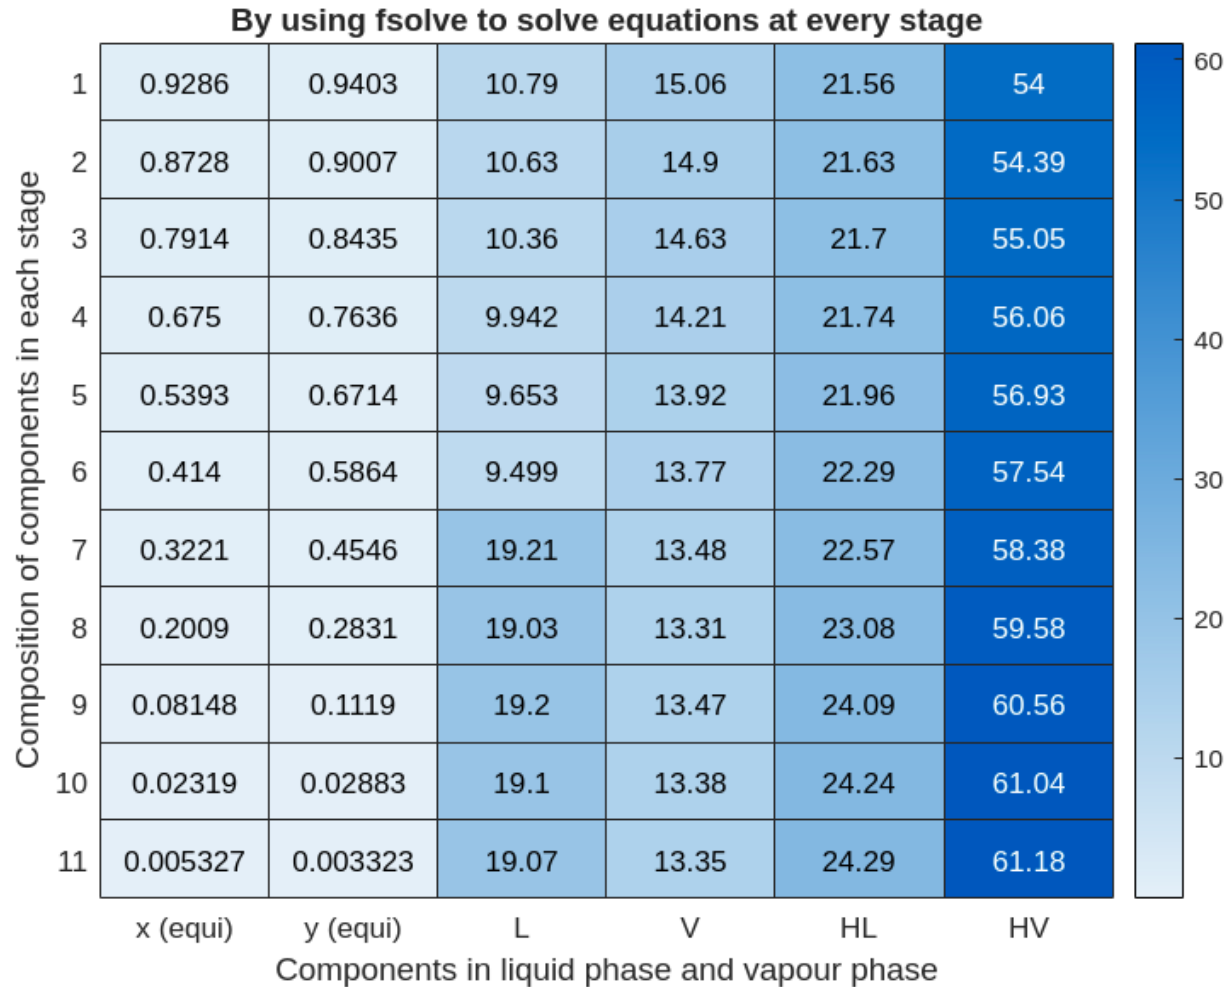 By using fsolve to solve equations at every stage
Composition of components in each stage
1 0.9286 0.9403 10.79 15.06 21.56 54
2 0.8728 0.9007 10.63 14.9 21.63 54.39
3 0.7914 0.8435 10.36 14.63 21.7 55.05
4 0.675 0.7636 9.942 14.21 21.74 56.06
5 0.5393 0.6714 9.653 13.92 21.96 56.93
6 0.414 0.5864 9.499 13.77 22.29 57.54
7 0.3221 0.4546 19.21 13.48 22.57 58.38
8 0.2009 0.2831 19.03 13.31 23.08 59.58
9 0.08148 0.1119 19.2 13.47 24.09 60.56
10 0.02319 0.02883 19.1 13.38 24.24 61.04
11 0.005327 0.003323 19.07 13.35 24.29 61.18
x (equi) y (equi) L V HL HV
Components in liquid phase and vapour phase
60
50
40
30
20
10